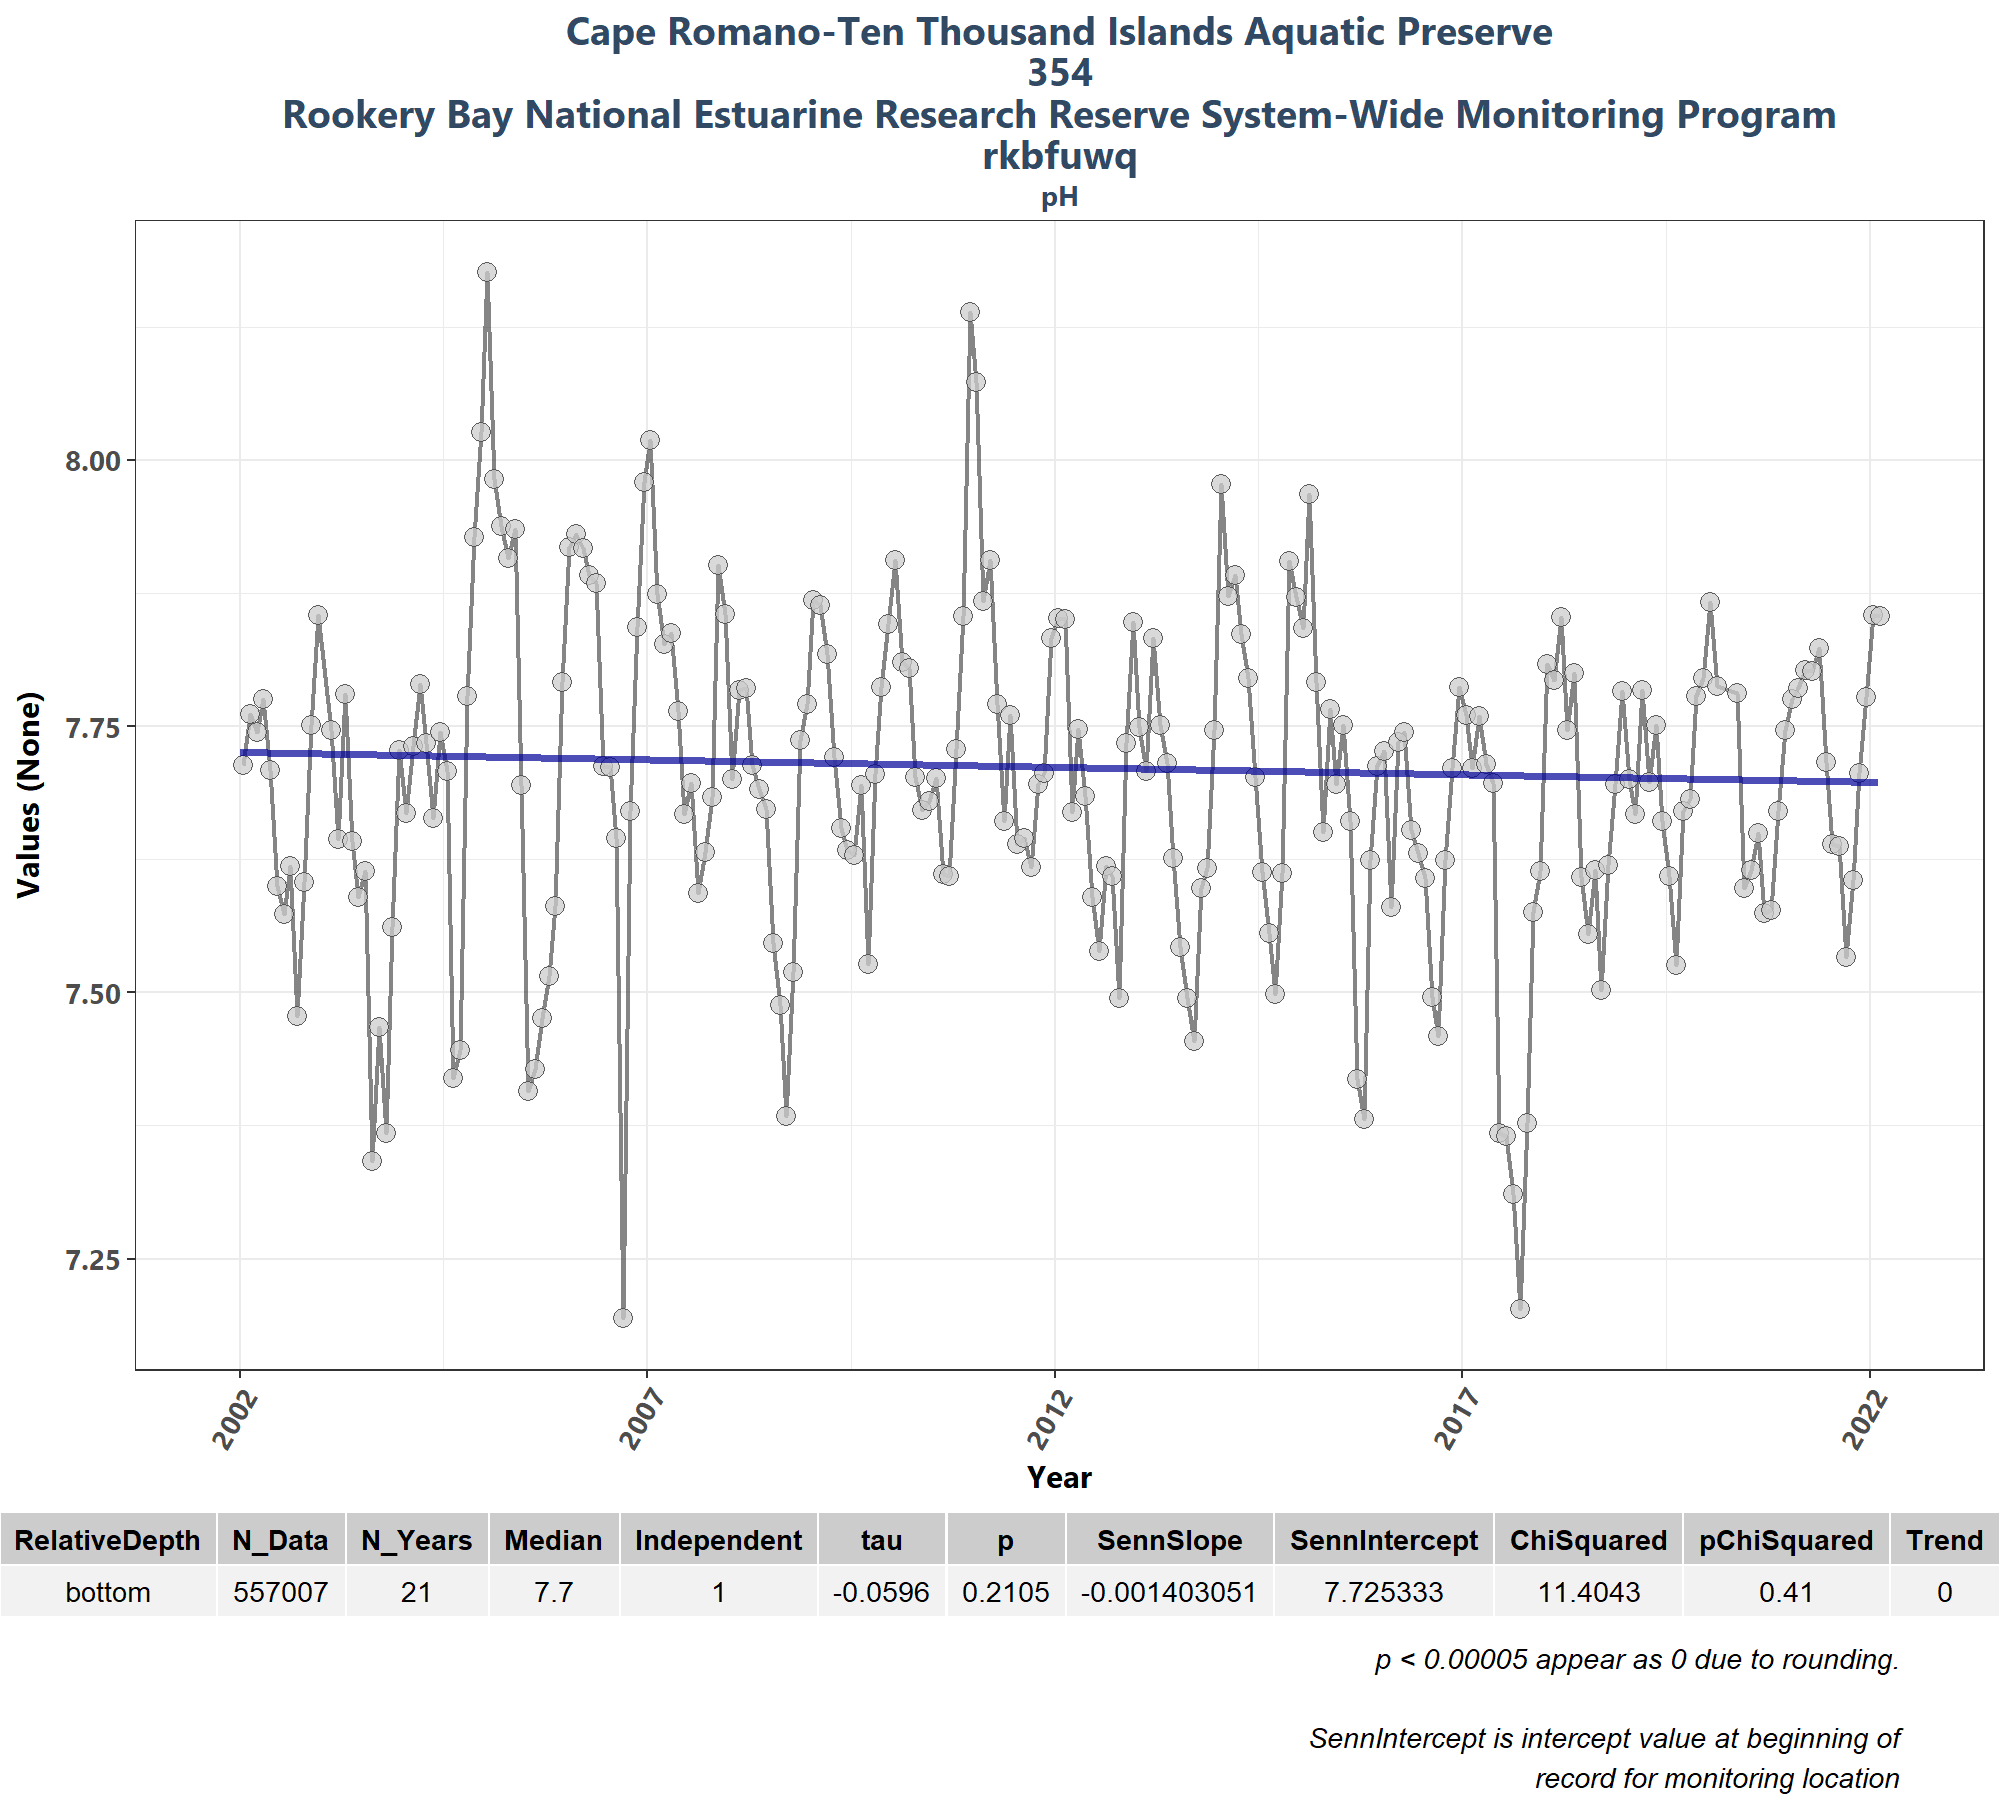 Cape Romano-Ten Thousand Islands Aquatic Preserve
354
Rookery Bay National Estuarine Research Reserve System-Wide Monitoring Program
rkbfuwq
pH
Values (None)
8.00
7.75
7.50
7.25
2002 2007 2012 2017 2022
Year
RelativeDepth N_Data N_Years Median Independent tau p SennSlope SennIntercept ChiSquared pChiSquared Trend
bottom 557007 21 7.7 1 -0.0596 0.2105 -0.001403051 7.725333 11.4043 0.41 0
p < 0.00005 appear as 0 due to rounding.
SennIntercept is intercept value at beginning of
record for monitoring location